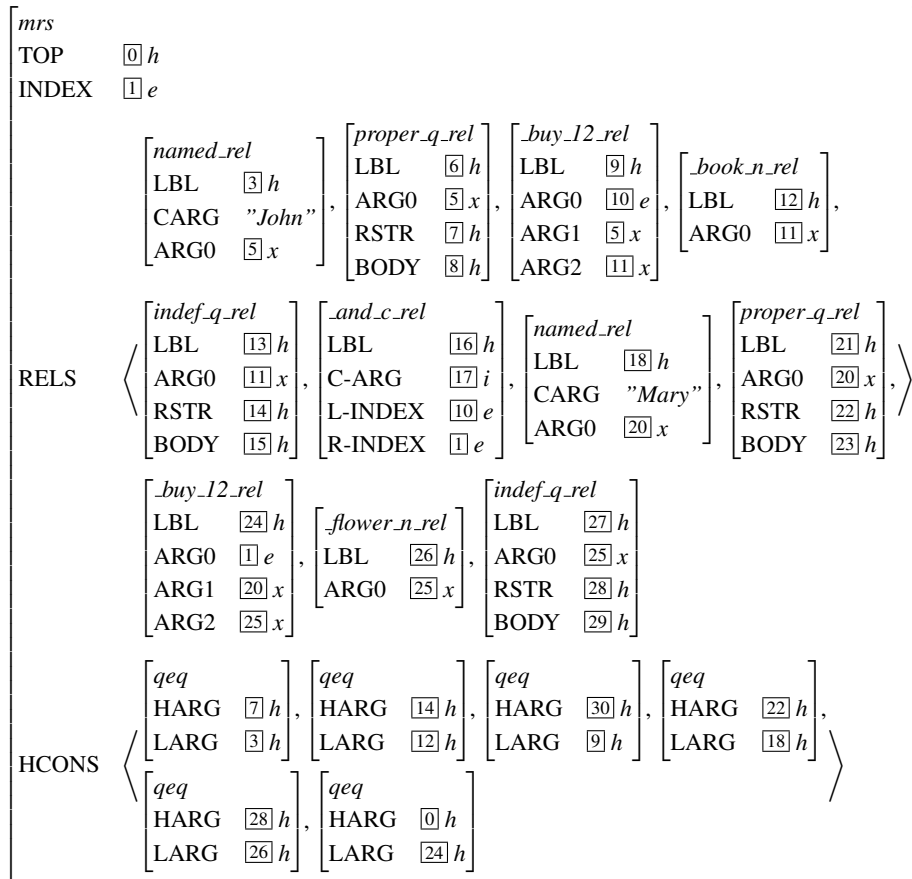 mrs
TOP 0 h
INDEX 1 e
RELS
named_rel
LBL 3 h
CARG ”John”
ARG0 5 x
,
proper_q_rel
LBL 6 h
ARG0 5 x
RSTR 7 h
BODY 8 h
,
_buy_12_rel
LBL 9 h
ARG0 10 e
ARG1 5 x
ARG2 11 x
,
_book_n_rel
LBL 12 h
ARG0 11 x
,
indef_q_rel
LBL 13 h
ARG0 11 x
RSTR 14 h
BODY 15 h
,
_and_c_rel
LBL 16 h
C-ARG 17 i
L-INDEX 10 e
R-INDEX 1 e
,
named_rel
LBL 18 h
CARG ”Mary”
ARG0 20 x
,
proper_q_rel
LBL 21 h
ARG0 20 x
RSTR 22 h
BODY 23 h
,
_buy_12_rel
LBL 24 h
ARG0 1 e
ARG1 20 x
ARG2 25 x
,
_flower_n_rel
LBL 26 h
ARG0 25 x
,
indef_q_rel
LBL 27 h
ARG0 25 x
RSTR 28 h
BODY 29 h
HCONS
qeq
HARG 7 h
LARG 3 h
,
qeq
HARG 14 h
LARG 12 h
,
qeq
HARG 30 h
LARG 9 h
,
qeq
HARG 22 h
LARG 18 h
,
qeq
HARG 28 h
LARG 26 h
,
qeq
HARG 0 h
LARG 24 h